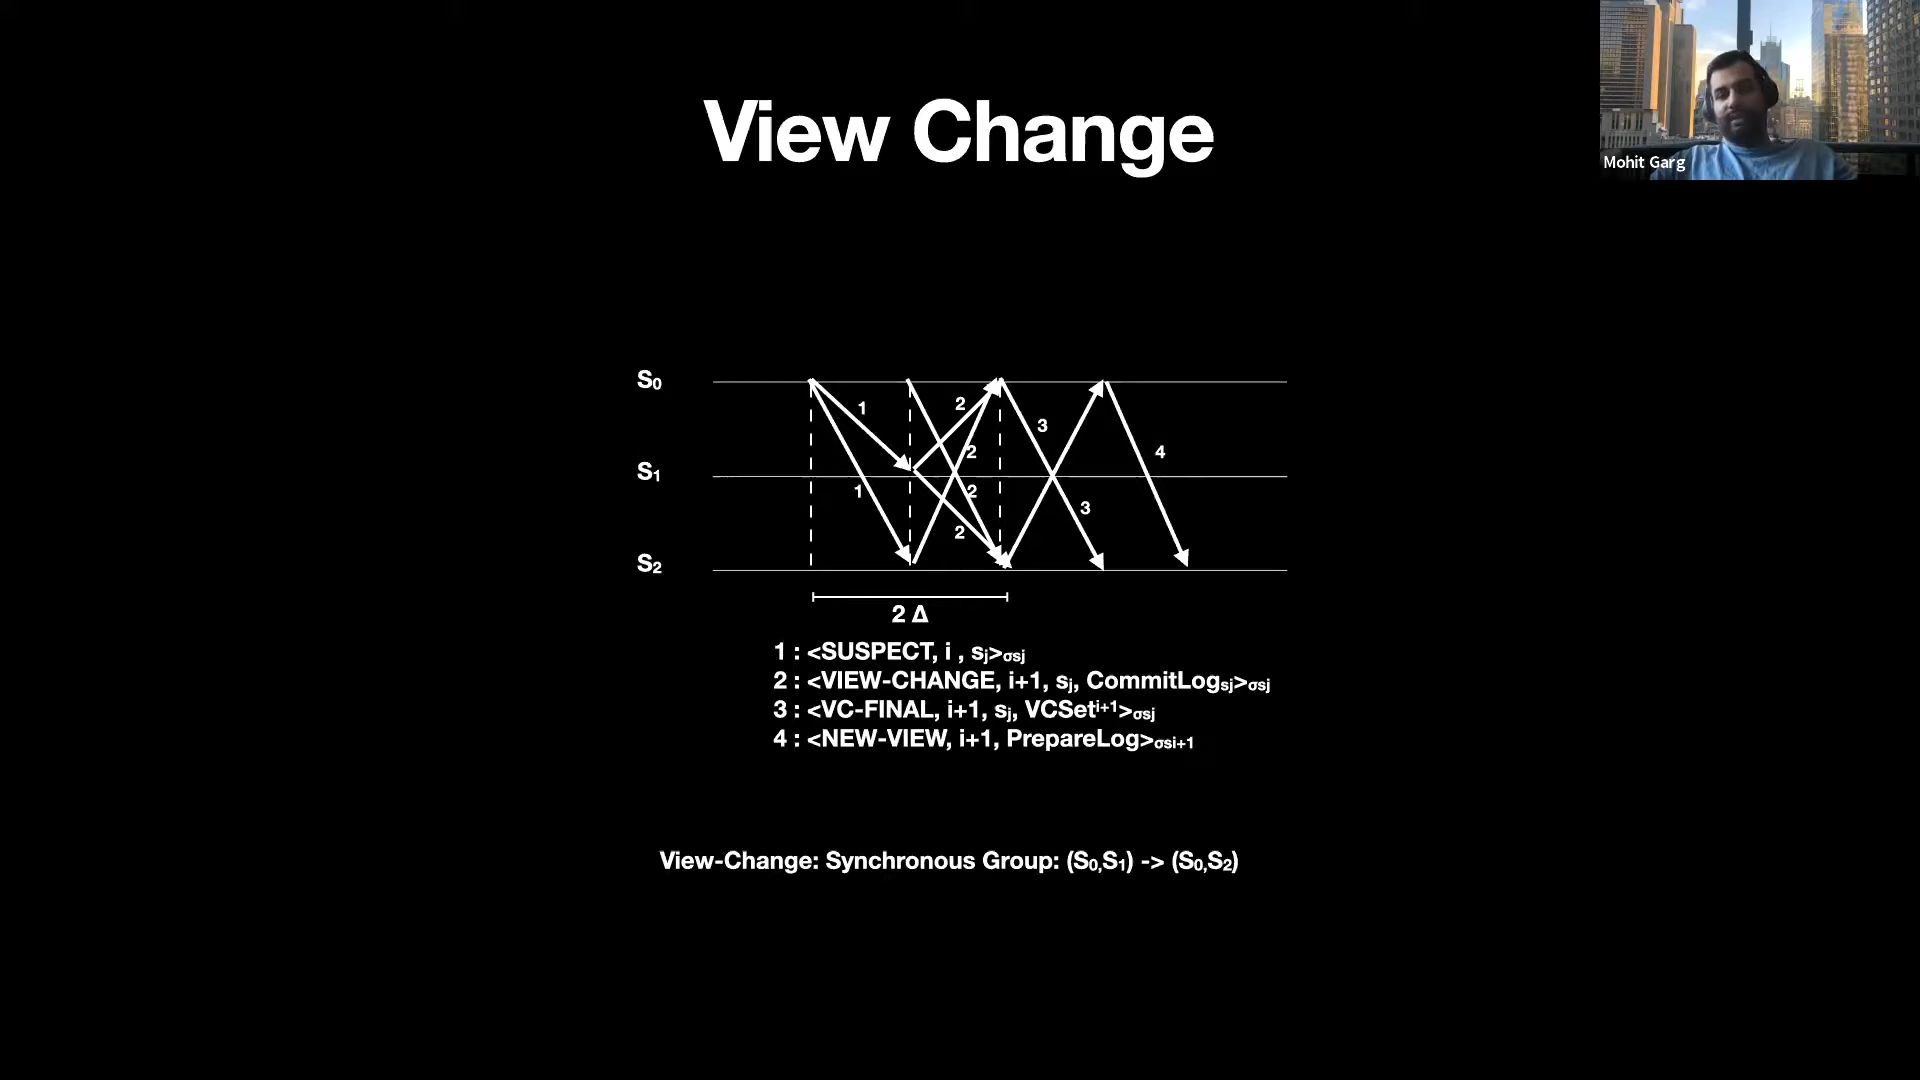 View Change
Mohit Garg
S0
1
2
3
2
4
S1
1
2
3
2
S2
2 Δ
1 : <SUSPECT, i , sj>σsj
2 : <VIEW-CHANGE, i+1, sj, CommitLogsj>σsj
3 : <VC-FINAL, i+1, sj, VCSeti+1>σsj
4 : <NEW-VIEW, i+1, PrepareLog>σsi+1
View-Change: Synchronous Group: (S0,S1) -> (S0,S2)